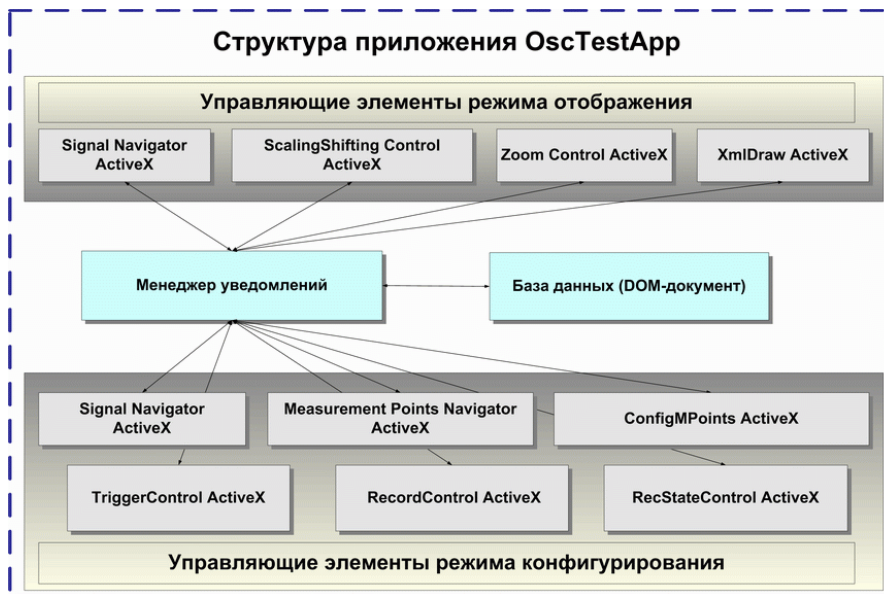 Структура приложения OscTestApp
Управляющие элементы режима отображения
Signal Navigator
ActiveX
ScalingShifting Control
ActiveX
Zoom Control ActiveX
XmlDraw ActiveX
Менеджер уведомлений
База данных (DOM-документ)
Signal Navigator
ActiveX
Measurement Points Navigator
ActiveX
ConfigMPoints ActiveX
TriggerControl ActiveX
RecordControl ActiveX
RecStateControl ActiveX
Управляющие элементы режима конфигурирования